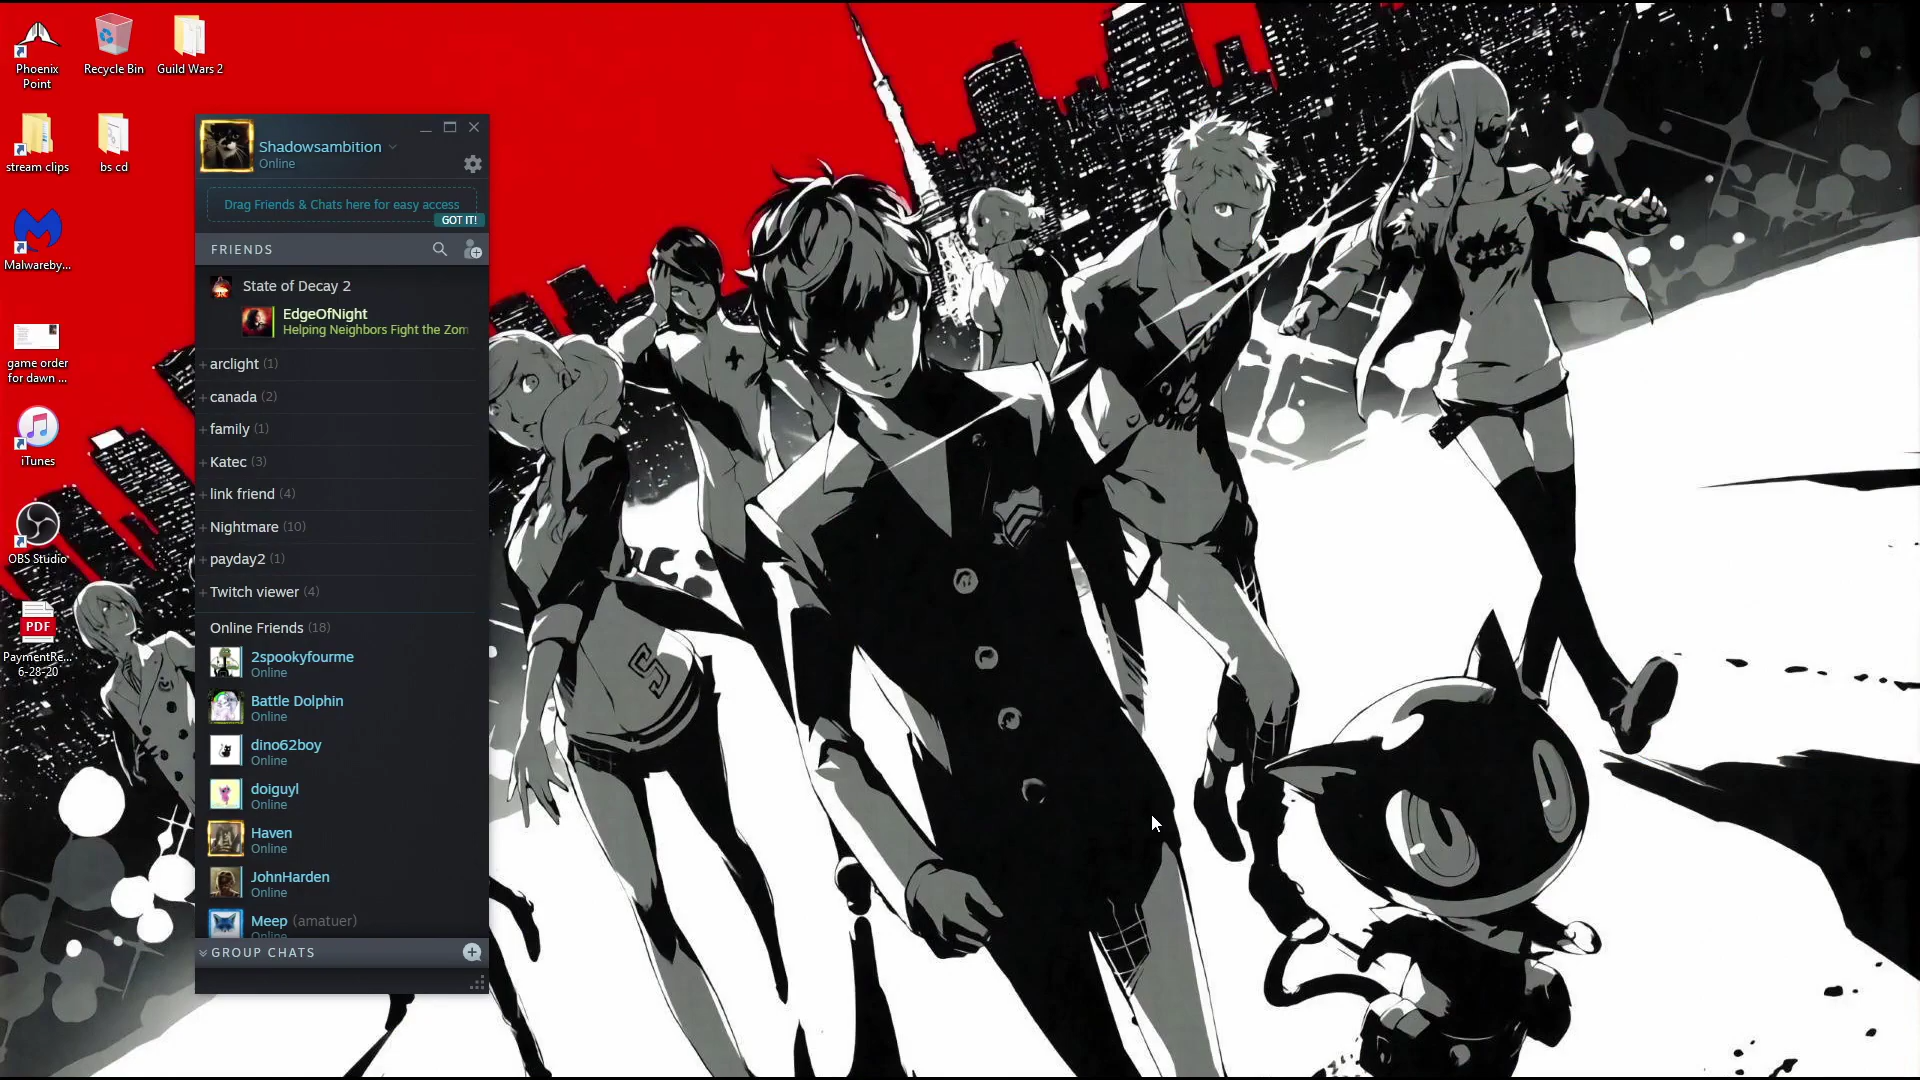 Phoenix
Point
Recycle Bin
Guild Wars 2
stream clips
bs cd
Malwareby...
game order
for dawn ...
iTunes
OBS Studio
PDF
PaymentRe...
6-28-20
Shadowsambition
Online
Drag Friends & Chats here for easy access
GOT IT!
FRIENDS
State of Decay 2
EdgeOfNight
Helping Neighbors Fight the Zom
+ arclight (1)
+ canada (2)
+ family (1)
+ Katec (3)
+ link friend (4)
+ Nightmare (10)
+ payday2 (1)
+ Twitch viewer (4)
Online Friends (18)
2spookyfourme
Online
Battle Dolphin
Online
dino62boy
Online
doiguyl
Online
Haven
Online
JohnHarden
Online
Meep (amatuer)
Online
GROUP CHATS
S